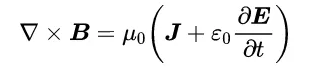 ∇ × B = μ₀(J + ε₀ ∂E/∂t)